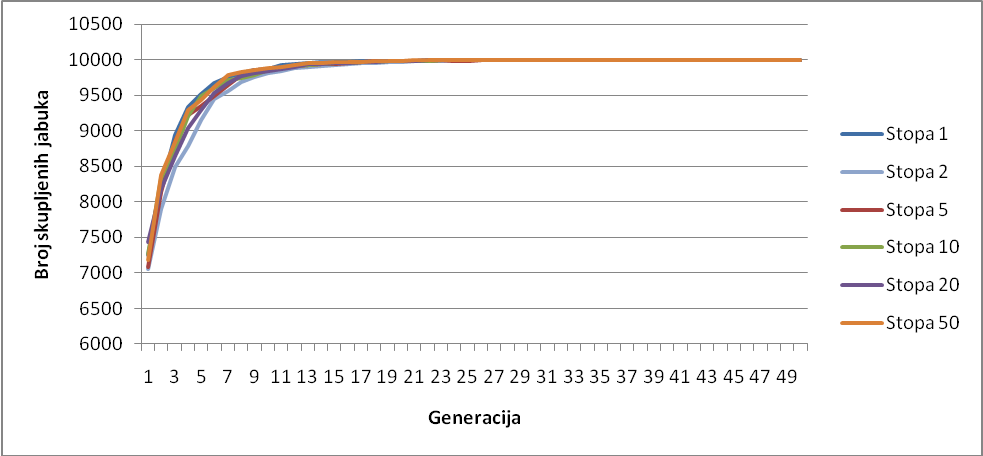 10500
10000
9500
9000
8500
8000
7500
7000
6500
6000
Broj skupljenih jabuka
1 3 5 7 9 11 13 15 17 19 21 23 25 27 29 31 33 35 37 39 41 43 45 47 49
Generacija
Stopa 1
Stopa 2
Stopa 5
Stopa 10
Stopa 20
Stopa 50